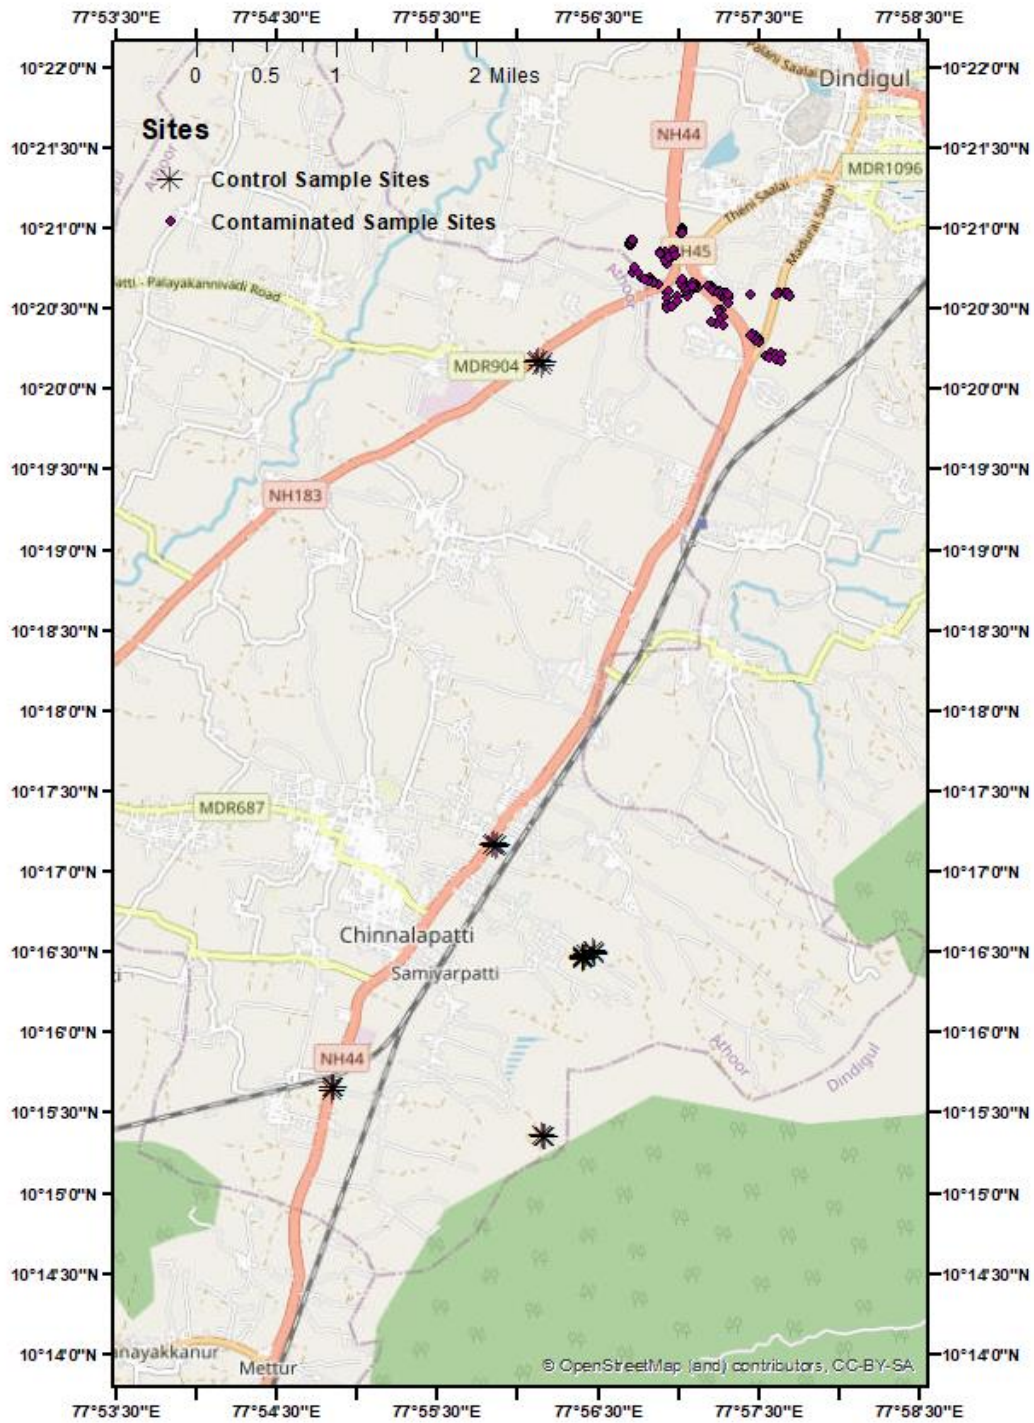 77°53'30"E 77°54'30"E 77°55'30"E 77°56'30"E 77°57'30"E 77°58'30"E
0 0.5 1 2 Miles
Palani Saalai
Dindigul
10°22'0"N 10°22'0"N
Sites
NH44
10°21'30"N 10°21'30"N
Athoor
MDR1096
Control Sample Sites
Theni Saalai
Contaminated Sample Sites
Madurai Saalai
10°21'0"N 10°21'0"N
H45
Athoor
atti - Palayakannivadi Road
10°20'30"N 10°20'30"N
MDR904
10°20'0"N 10°20'0"N
10°19'30"N 10°19'30"N
NH183
10°19'0"N 10°19'0"N
10°18'30"N 10°18'30"N
10°18'0"N 10°18'0"N
10°17'30"N 10°17'30"N
MDR687
10°17'0"N 10°17'0"N
Chinnalapatti
10°16'30"N 10°16'30"N
Samiyarpatti
10°16'0"N 10°16'0"N
Athoor
Dindigul
NH44
10°15'30"N 10°15'30"N
10°15'0"N 10°15'0"N
10°14'30"N 10°14'30"N
10°14'0"N 10°14'0"N
anayakkanur
Mettur
© OpenStreetMap (and) contributors, CC-BY-SA
77°53'30"E 77°54'30"E 77°55'30"E 77°56'30"E 77°57'30"E 77°58'30"E